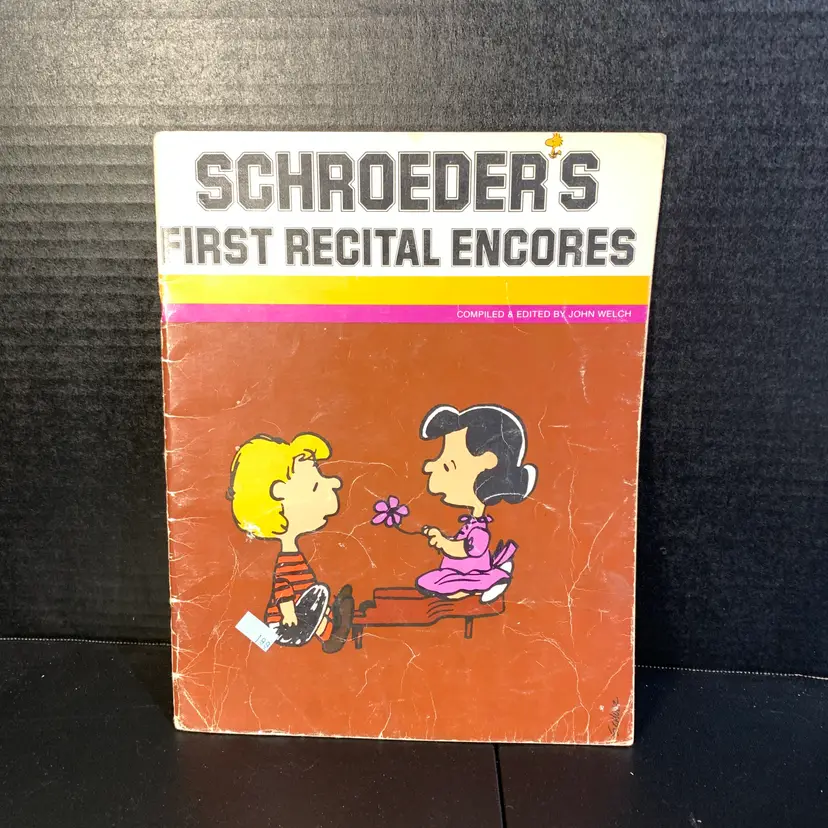 SCHROEDER'S
FIRST RECITAL ENCORES
COMPILED & EDITED BY JOHN WELCH